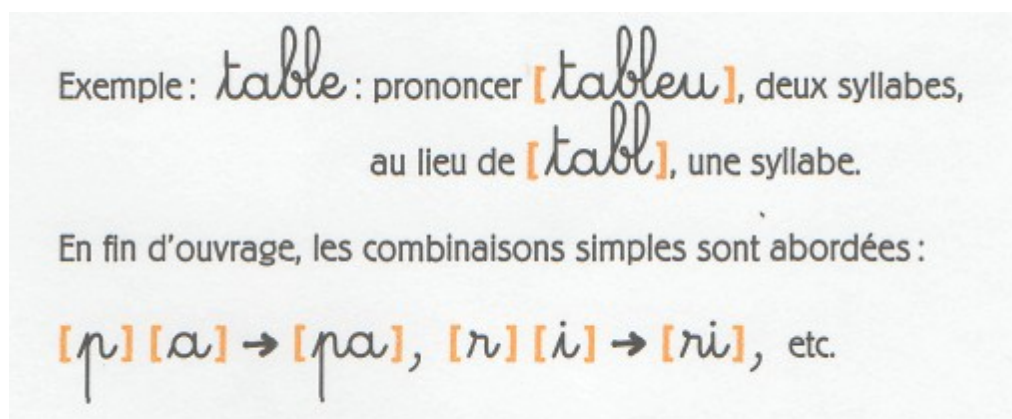 Exemple : table : prononcer [tableu], deux syllabes,
au lieu de [tabl], une syllabe.
En fin d'ouvrage, les combinaisons simples sont abordées :
[p] [a] → [pa], [r] [i] → [ri], etc.